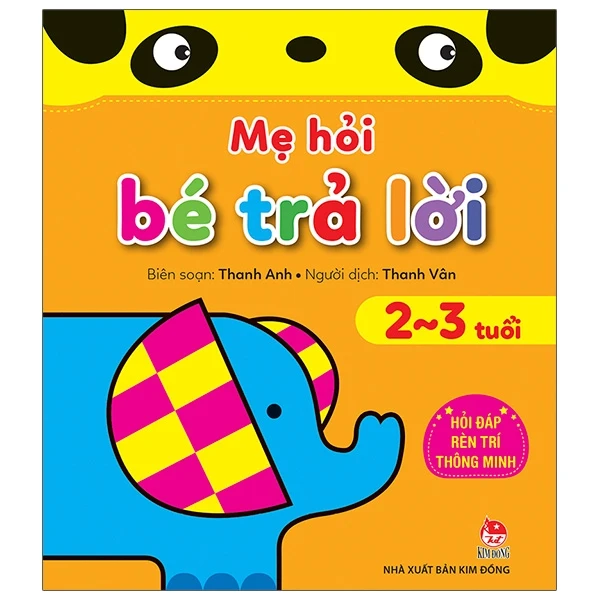 Mẹ hỏi
bé trả lời
Biên soạn: Thanh Anh • Người dịch: Thanh Vân
2~3 tuổi
HỎI ĐÁP
RÈN TRÍ
THÔNG MINH
KIM ĐỒNG
NHÀ XUẤT BẢN KIM ĐỒNG